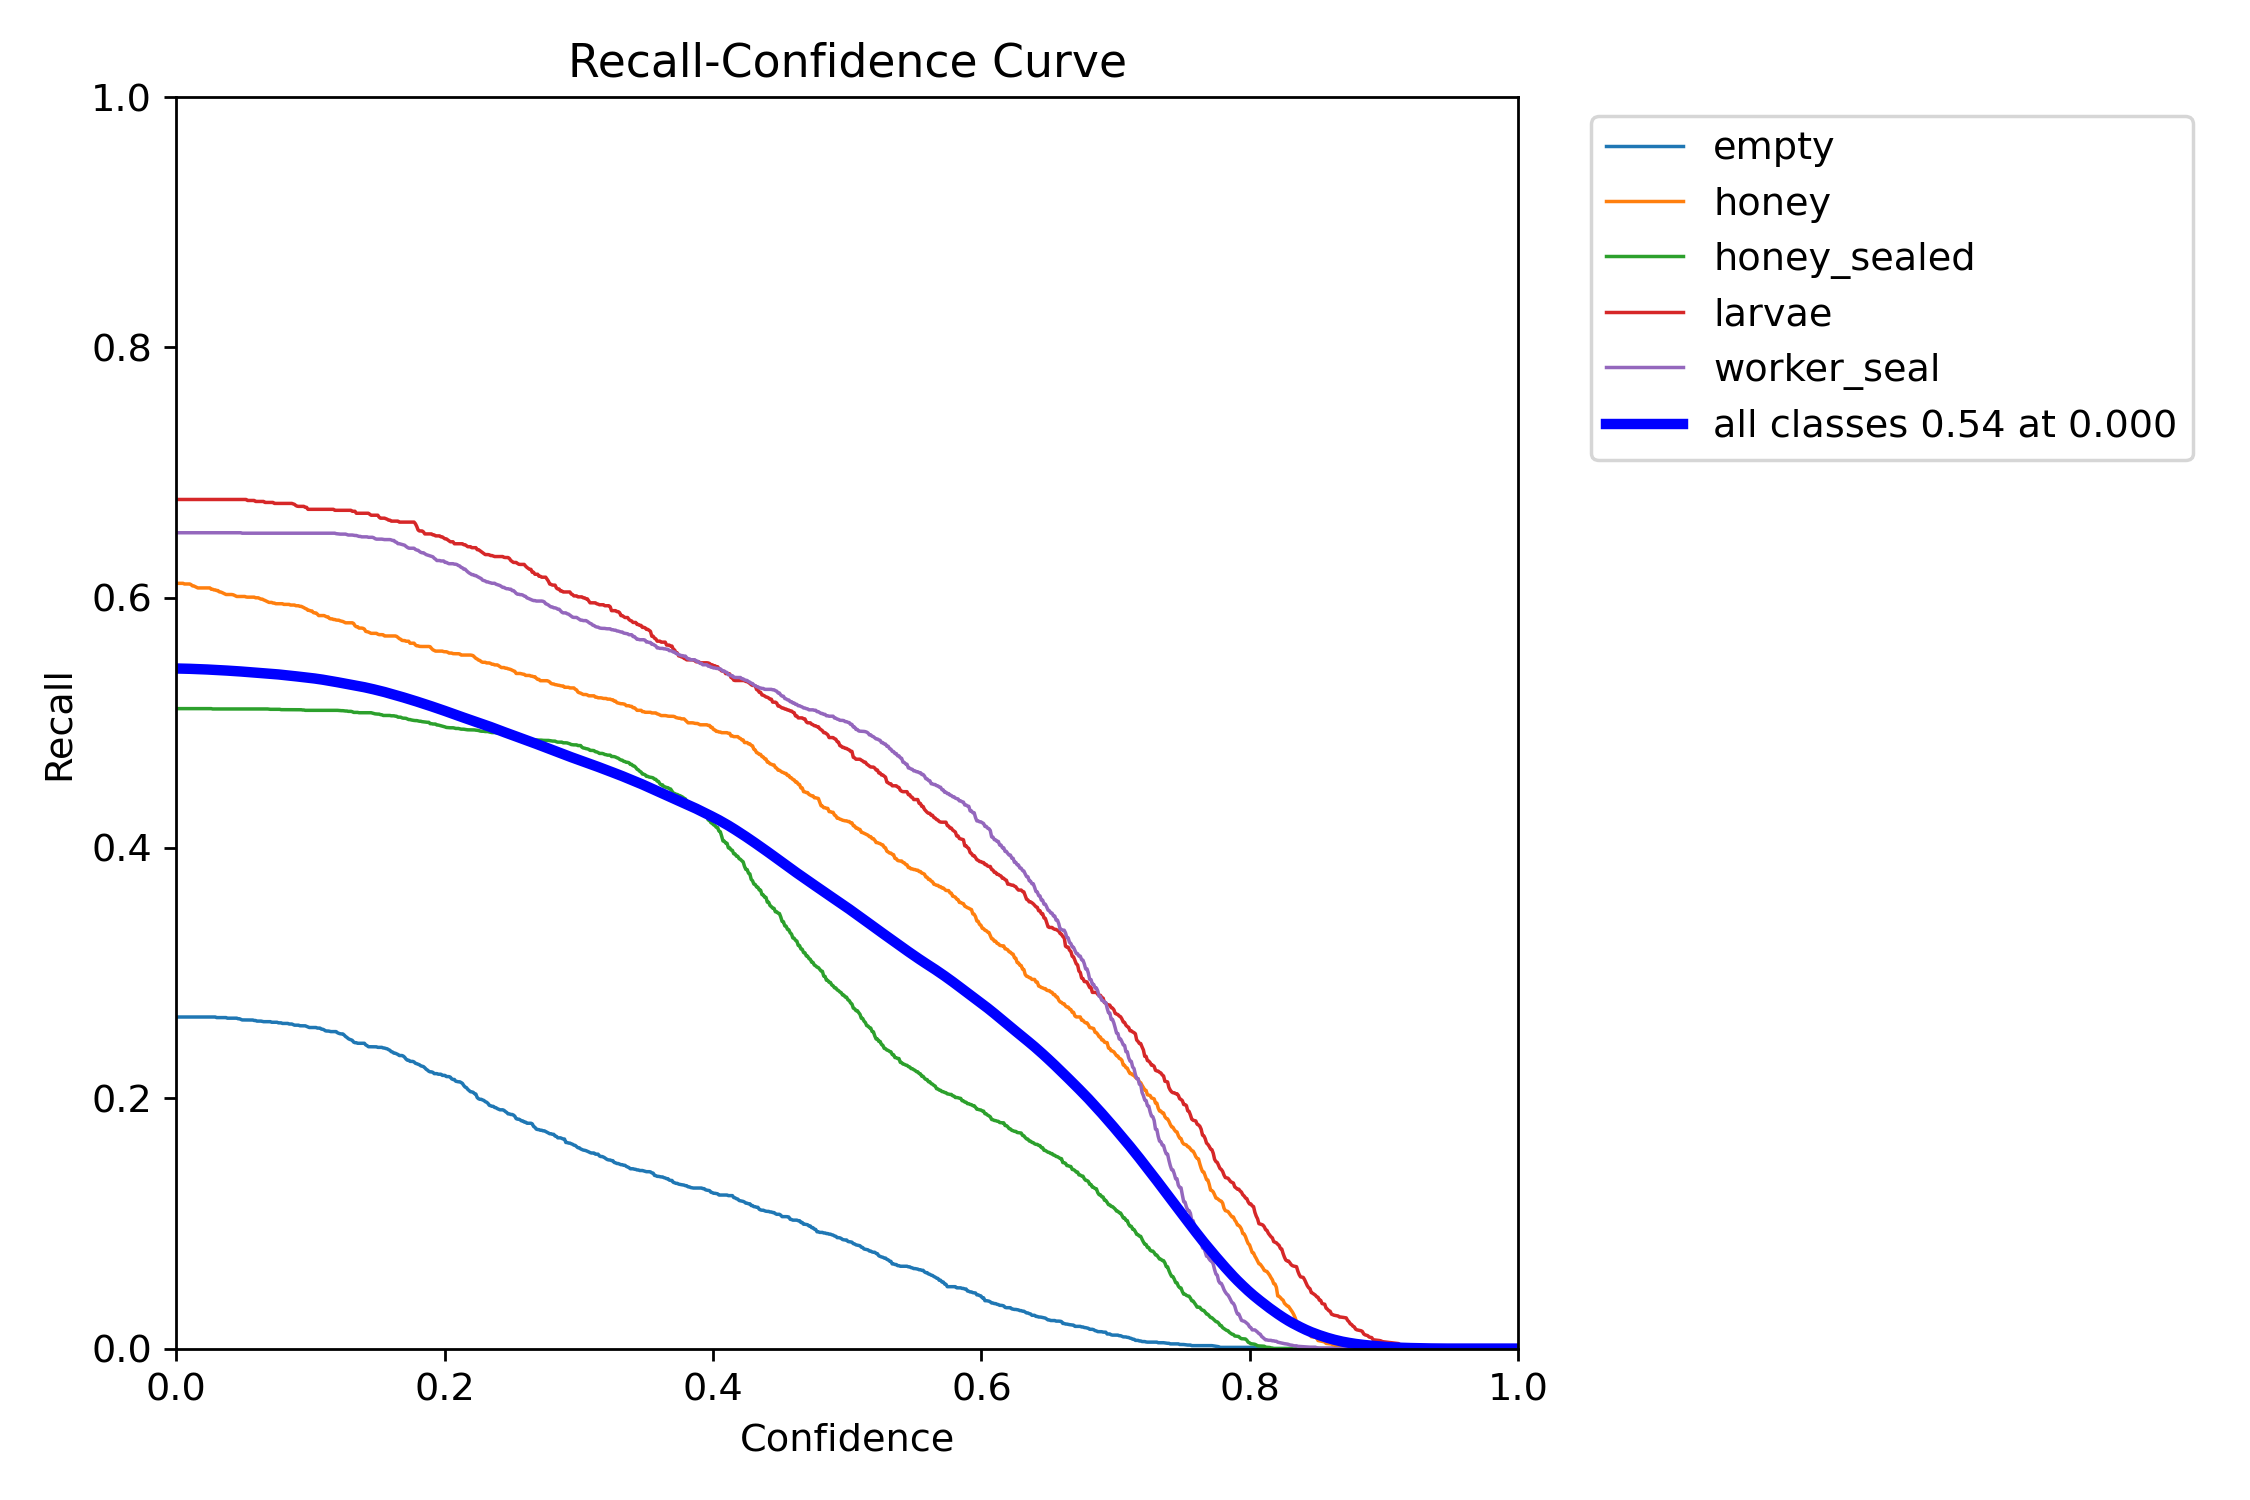 Recall-Confidence Curve
1.0
0.8
0.6
0.4
0.2
0.0
Recall
0.0 0.2 0.4 0.6 0.8 1.0
Confidence
empty
honey
honey_sealed
larvae
worker_seal
all classes 0.54 at 0.000